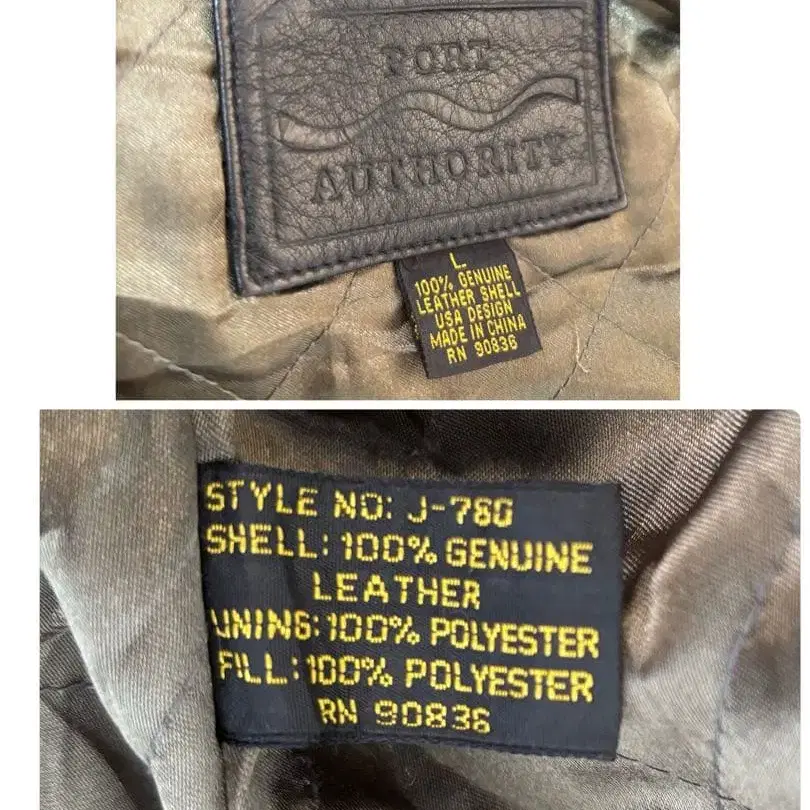 PORT
AUTHORITY
L.
100% GENUINE
LEATHER SHELL
USA DESIGN
MADE IN CHINA
RN 90836
STYLE NO: J-780
SHELL: 100% GENUINE
LEATHER
LINING: 100% POLYESTER
FILL: 100% POLYESTER
RN 90836